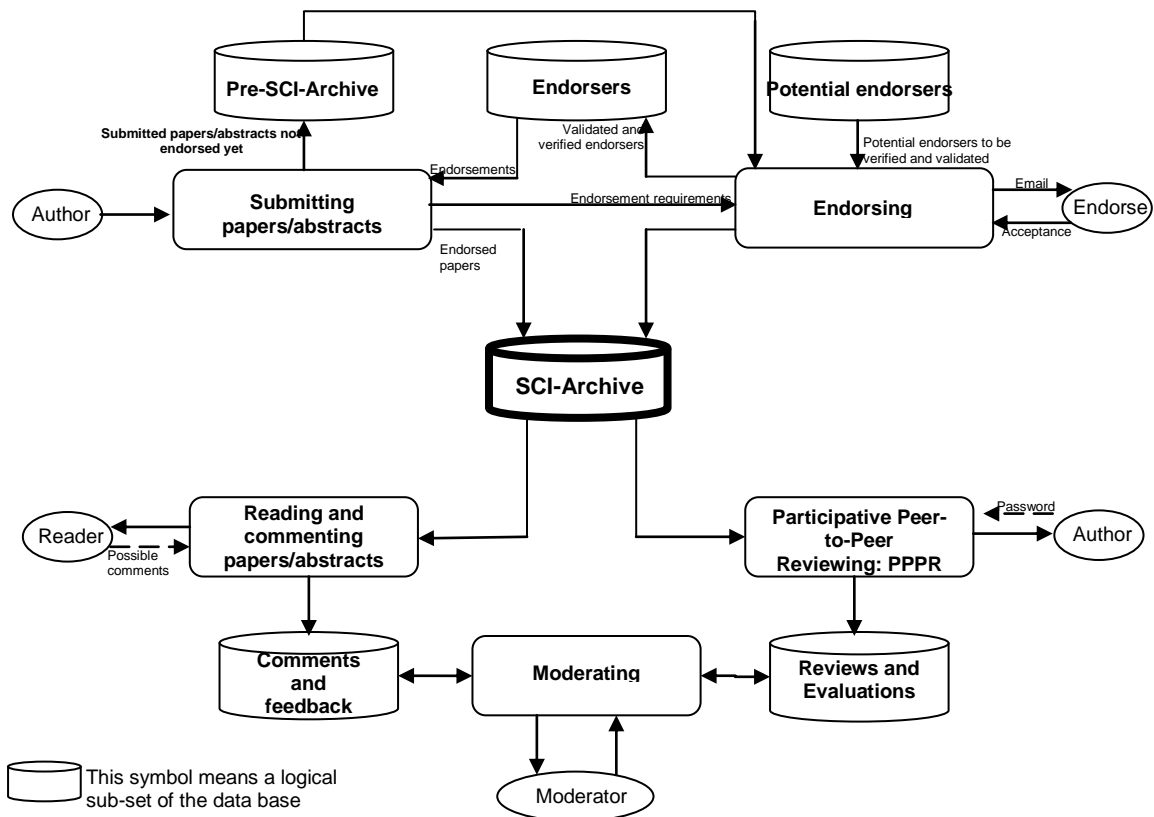 Pre-SCI-Archive
Endorsers
Potential endorsers
Submitted papers/abstracts not
endorsed yet
Validated and
verified endorsers
Potential endorsers to be
verified and validated
Endorsements
Email
Author
Submitting
papers/abstracts
Endorsement requirements
Endorsing
Endorse
Acceptance
Endorsed
papers
SCI-Archive
Reader
Possible
comments
Reading and
commenting
papers/abstracts
Participative Peer-
to-Peer
Reviewing: PPPR
Password
Author
Comments
and
feedback
Moderating
Reviews and
Evaluations
This symbol means a logical
sub-set of the data base
Moderator